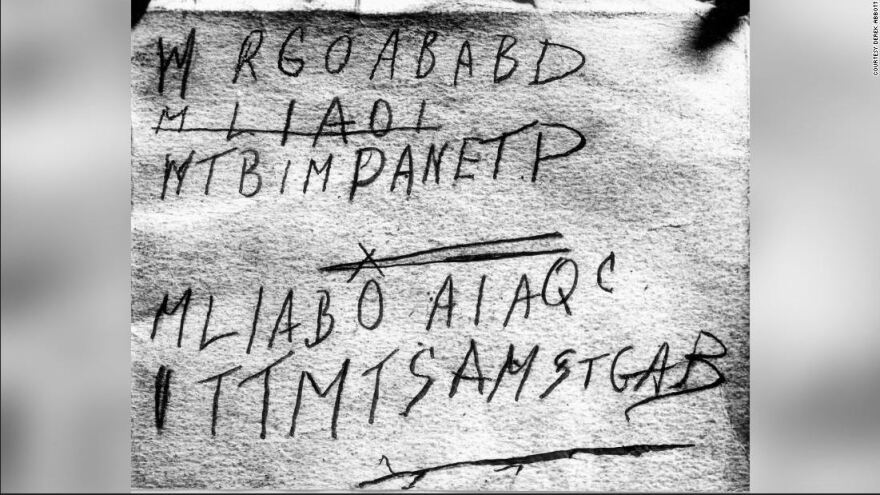 W RGOABABD
MLIAOI
WTBIMPANETP
X
MLIABO AIAQC
ITTMTSAMSTGAB
COURTESY DEREK ABBOTT